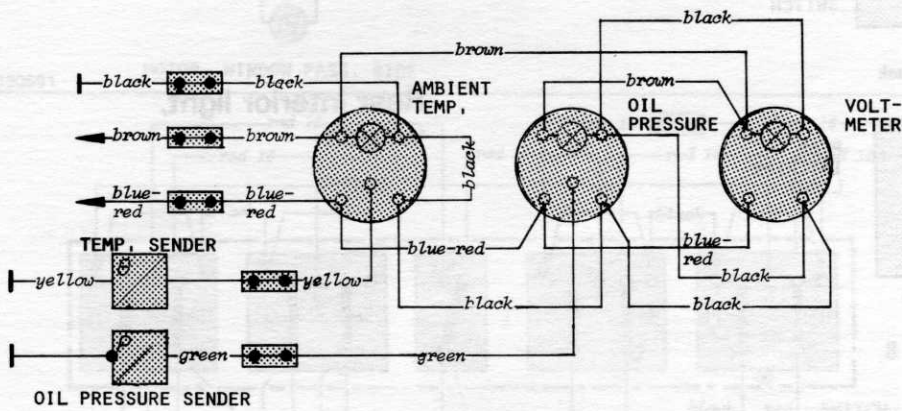 black
brown
brown
black
black
AMBIENT
TEMP.
OIL
PRESSURE
VOLT-
METER
brown
brown
black
blue-
red
blue-
red
blue-red
blue-
red
TEMP. SENDER
yellow
yellow
black
black
black
green
green
OIL PRESSURE SENDER